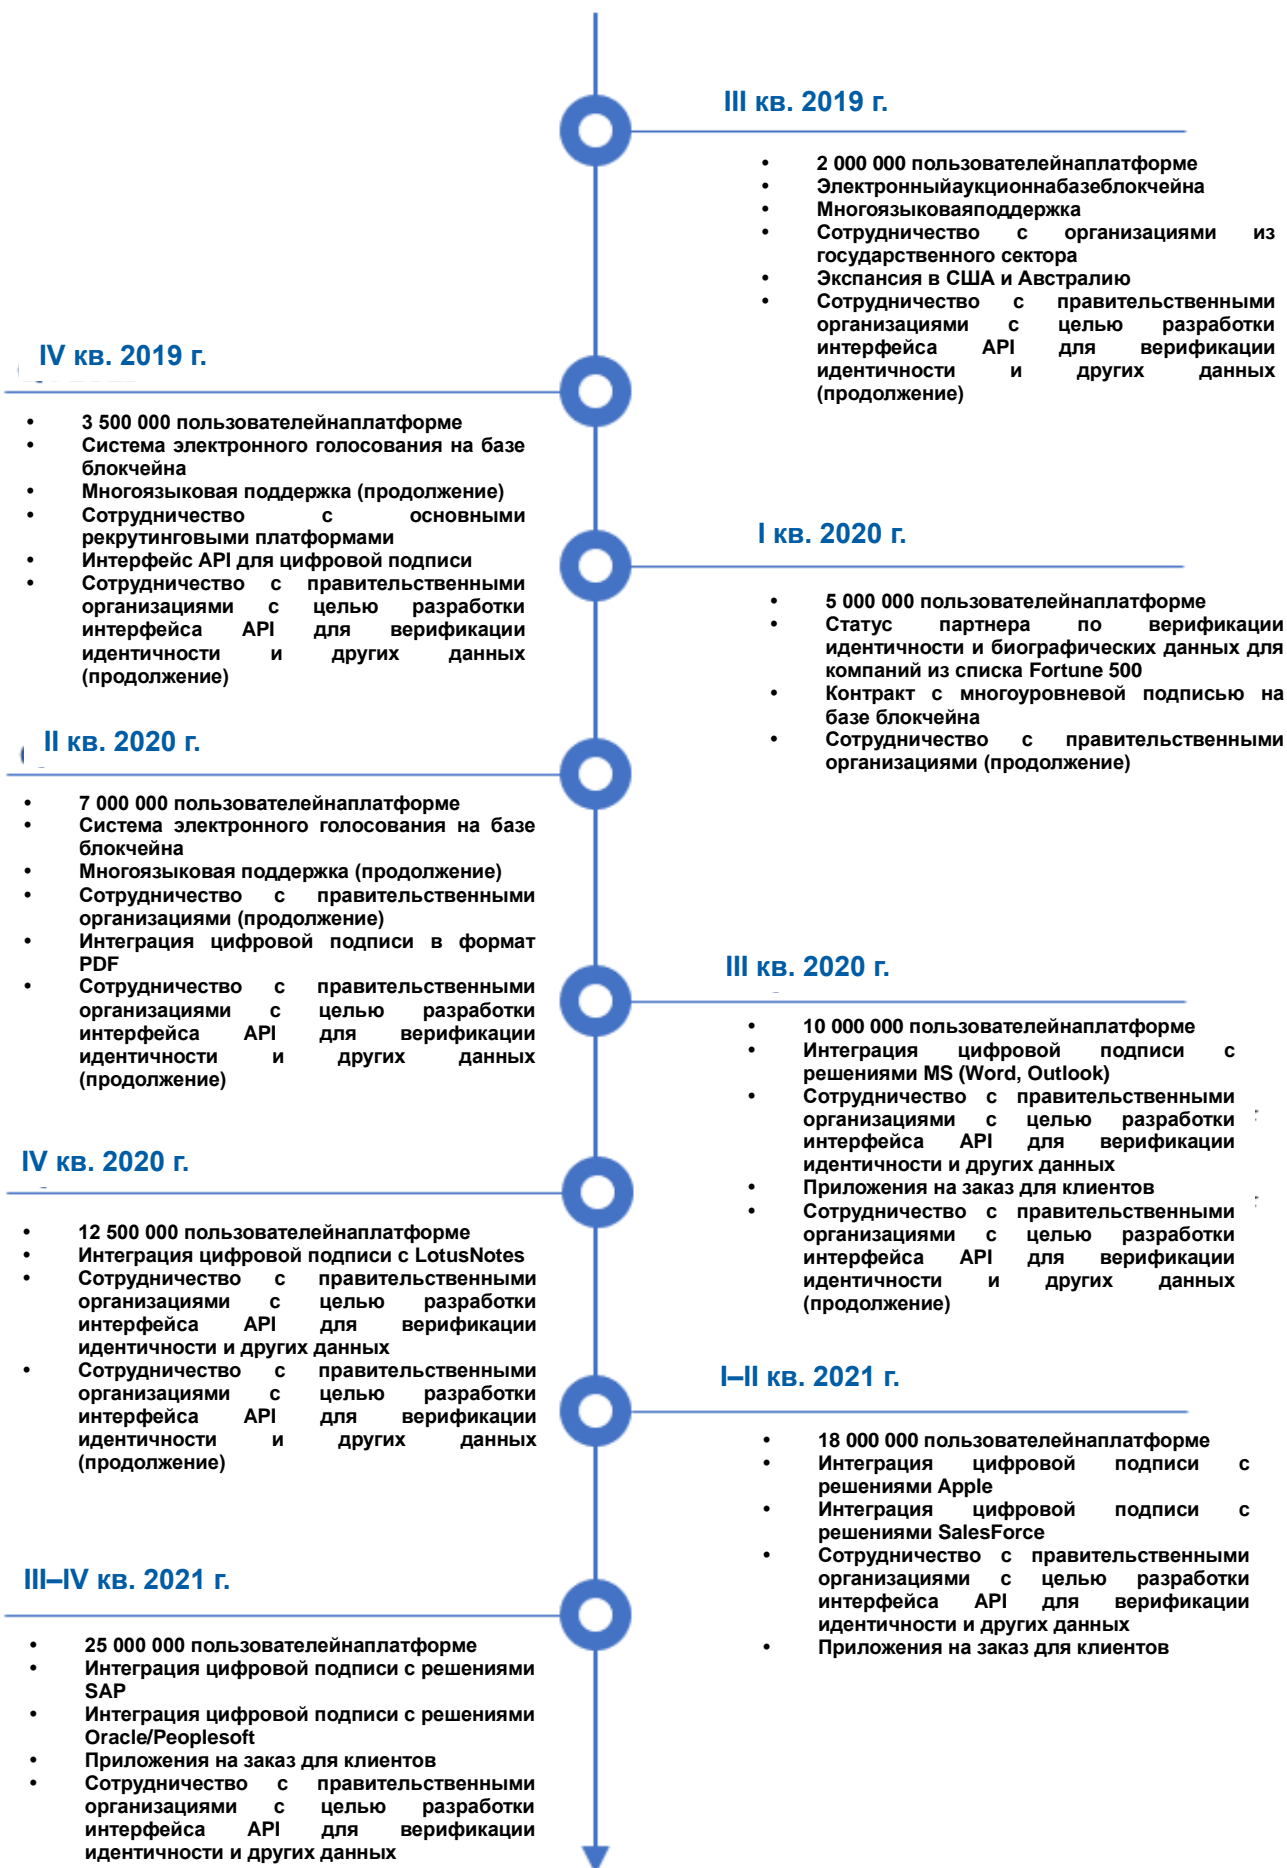 III кв. 2019 г.
• 2 000 000 пользователейнаплатформе
• Электронныйаукционнабазеблокчейна
• Многоязыковаяподдержка
• Сотрудничество с организациями из
государственного сектора
• Экспансия в США и Австралию
• Сотрудничество с правительственными
организациями с целью разработки
интерфейса API для верификации
идентичности и других данных
(продолжение)
IV кв. 2019 г.
• 3 500 000 пользователейнаплатформе
• Система электронного голосования на базе
блокчейна
• Многоязыковая поддержка (продолжение)
• Сотрудничество с основными
рекрутинговыми платформами
• Интерфейс API для цифровой подписи
• Сотрудничество с правительственными
организациями с целью разработки
интерфейса API для верификации
идентичности и других данных
(продолжение)
I кв. 2020 г.
• 5 000 000 пользователейнаплатформе
• Статус партнера по верификации
идентичности и биографических данных для
компаний из списка Fortune 500
• Контракт с многоуровневой подписью на
базе блокчейна
• Сотрудничество с правительственными
организациями (продолжение)
II кв. 2020 г.
• 7 000 000 пользователейнаплатформе
• Система электронного голосования на базе
блокчейна
• Многоязыковая поддержка (продолжение)
• Сотрудничество с правительственными
организациями (продолжение)
• Интеграция цифровой подписи в формат
PDF
• Сотрудничество с правительственными
организациями с целью разработки
интерфейса API для верификации
идентичности и других данных
(продолжение)
III кв. 2020 г.
• 10 000 000 пользователейнаплатформе
• Интеграция цифровой подписи с
решениями MS (Word, Outlook)
• Сотрудничество с правительственными
организациями с целью разработки
интерфейса API для верификации
идентичности и других данных
• Приложения на заказ для клиентов
• Сотрудничество с правительственными
организациями с целью разработки
интерфейса API для верификации
идентичности и других данных
(продолжение)
IV кв. 2020 г.
• 12 500 000 пользователейнаплатформе
• Интеграция цифровой подписи с LotusNotes
• Сотрудничество с правительственными
организациями с целью разработки
интерфейса API для верификации
идентичности и других данных
• Сотрудничество с правительственными
организациями с целью разработки
интерфейса API для верификации
идентичности и других данных
(продолжение)
I–II кв. 2021 г.
• 18 000 000 пользователейнаплатформе
• Интеграция цифровой подписи с
решениями Apple
• Интеграция цифровой подписи с
решениями SalesForce
• Сотрудничество с правительственными
организациями с целью разработки
интерфейса API для верификации
идентичности и других данных
• Приложения на заказ для клиентов
III–IV кв. 2021 г.
• 25 000 000 пользователейнаплатформе
• Интеграция цифровой подписи с решениями
SAP
• Интеграция цифровой подписи с решениями
Oracle/Peoplesoft
• Приложения на заказ для клиентов
• Сотрудничество с правительственными
организациями с целью разработки
интерфейса API для верификации
идентичности и других данных